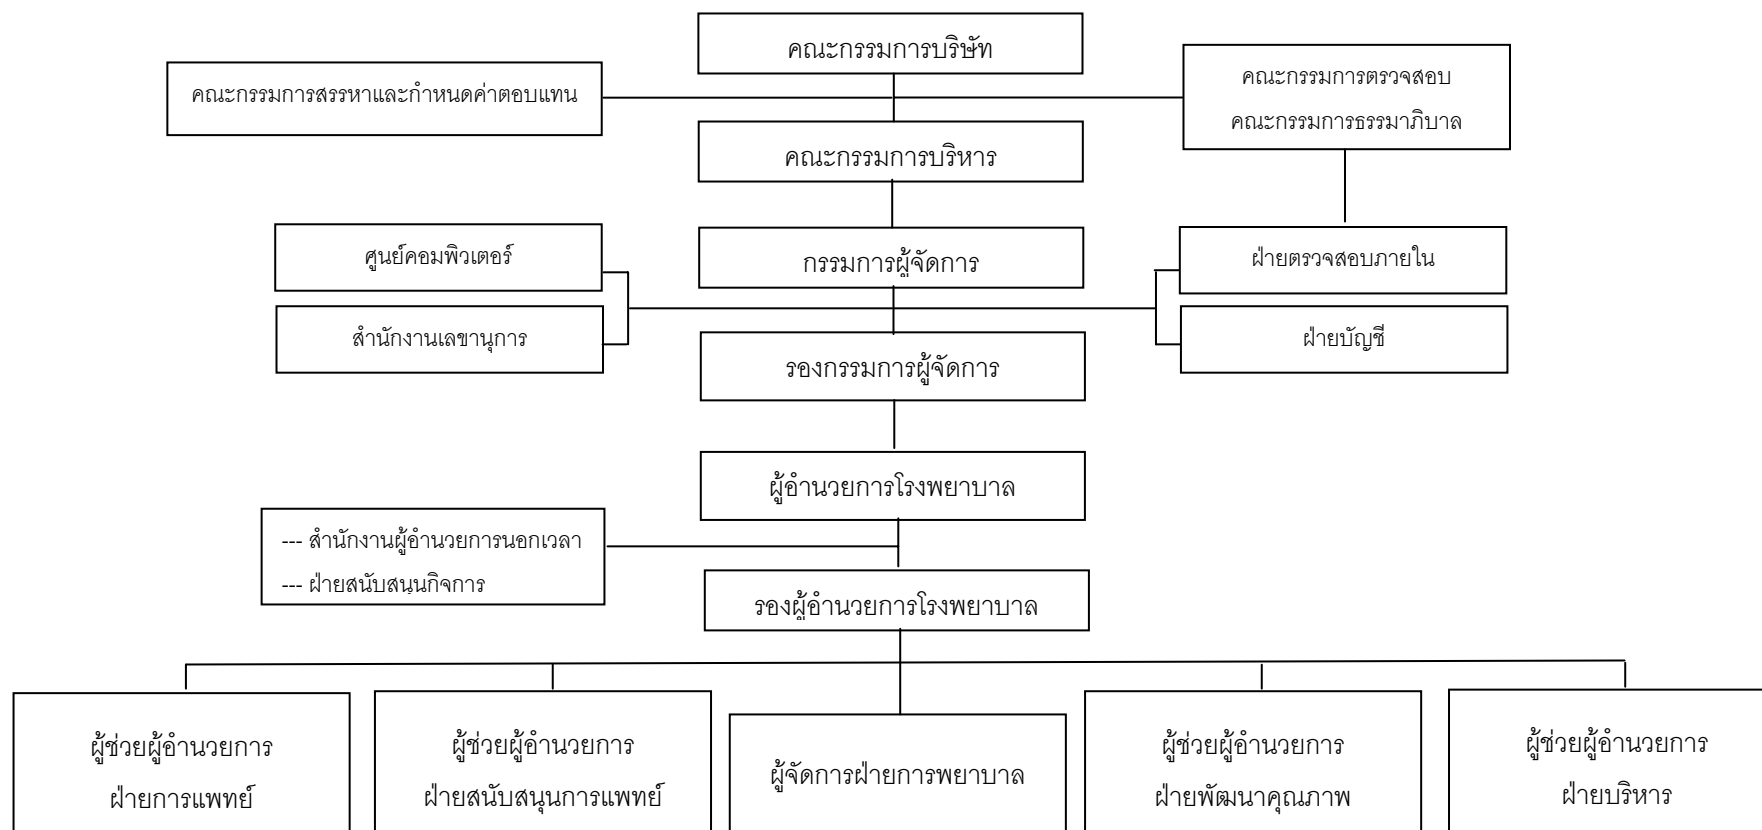 คณะกรรมการบริษัท
คณะกรรมการสรรหาและกำหนดค่าตอบแทน
คณะกรรมการตรวจสอบ
คณะกรรมการธรรมาภิบาล
คณะกรรมการบริหาร
ศูนย์คอมพิวเตอร์
กรรมการผู้จัดการ
ฝ่ายตรวจสอบภายใน
สำนักงานเลขานุการ
ฝ่ายบัญชี
รองกรรมการผู้จัดการ
ผู้อำนวยการโรงพยาบาล
--- สำนักงานผู้อำนวยการนอกเวลา
--- ฝ่ายสนับสนุนกิจการ
รองผู้อำนวยการโรงพยาบาล
ผู้ช่วยผู้อำนวยการ
ฝ่ายการแพทย์
ผู้ช่วยผู้อำนวยการ
ฝ่ายสนับสนุนการแพทย์
ผู้จัดการฝ่ายการพยาบาล
ผู้ช่วยผู้อำนวยการ
ฝ่ายพัฒนาคุณภาพ
ผู้ช่วยผู้อำนวยการ
ฝ่ายบริหาร